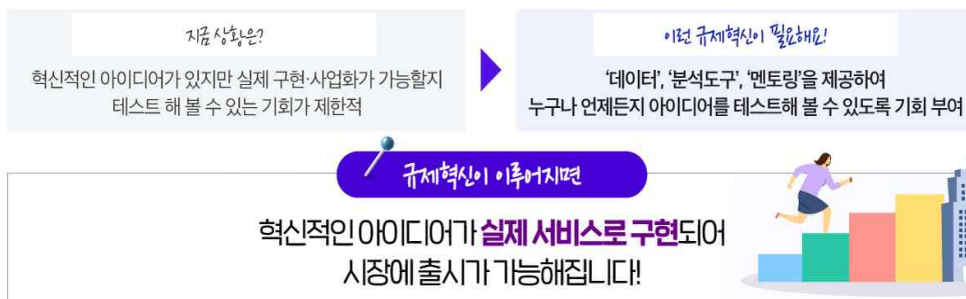 지금 상황은?
혁신적인 아이디어가 있지만 실제 구현·사업화가 가능할지
테스트 해 볼 수 있는 기회가 제한적
이런 규제혁신이 필요해요!
‘데이터’, ‘분석도구’, ‘멘토링’을 제공하여
누구나 언제든지 아이디어를 테스트해 볼 수 있도록 기회 부여
규제혁신이 이루어지면
혁신적인 아이디어가 실제 서비스로 구현되어
시장에 출시가 가능해집니다!